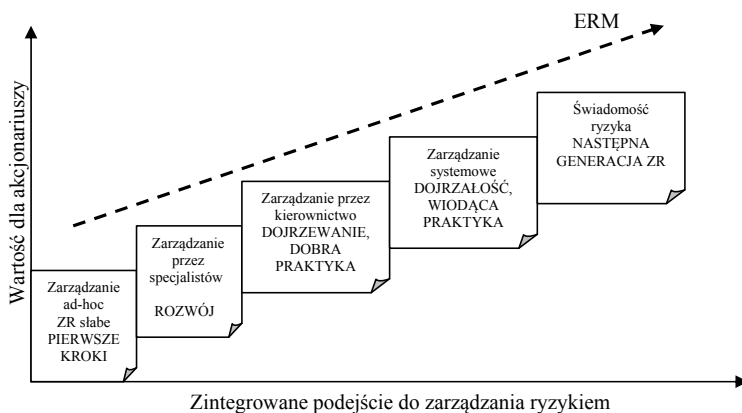 ERM
Wartość dla akcjonariuszy
Świadomość
ryzyka
NASTĘPNA
GENERACJA ZR
Zarządzanie
systemowe
DOJRZAŁOŚĆ,
WIODĄCA
PRAKTYKA
Zarządzanie przez
kierownictwo
DOJRZEWANIE,
DOBRA
PRAKTYKA
Zarządzanie
przez
specjalistów
ROZWÓJ
Zarządzanie
ad-hoc
ZR słabe
PIERWSZE
KROKI
Zintegrowane podejście do zarządzania ryzykiem